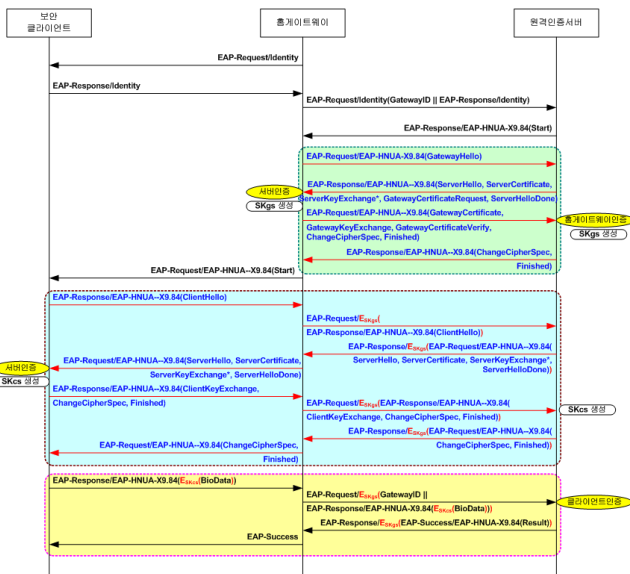 보안
클라이언트
홈게이트웨이
원격인증서버
EAP-Request/Identity
EAP-Response/Identity
EAP-Request/Identity(GatewayID || EAP-Response/Identity)
EAP-Response/EAP-HNUA-X9.84(Start)
EAP-Request/EAP-HNUA-X9.84(GatewayHello)
EAP-Response/EAP-HNUA--X9.84(ServerHello, ServerCertificate,
ServerKeyExchange*, GatewayCertificateRequest, ServerHelloDone)
서버인증
SKgs 생성
EAP-Request/EAP-HNUA--X9.84(GatewayCertificate,
GatewayKeyExchange, GatewayCertificateVerify,
ChangeCipherSpec, Finished)
홈게이트웨이인증
SKgs 생성
EAP-Response/EAP-HNUA--X9.84(ChangeCipherSpec,
Finished)
EAP-Request/EAP-HNUA--X9.84(Start)
EAP-Response/EAP-HNUA--X9.84(ClientHello)
EAP-Request/ESKgs(
EAP-Response/EAP-HNUA--X9.84(ClientHello))
EAP-Response/ESKgs(EAP-Request/EAP-HNUA--X9.84(
ServerHello, ServerCertificate, ServerKeyExchange*,
ServerHelloDone))
EAP-Request/EAP-HNUA--X9.84(ServerHello, ServerCertificate,
ServerKeyExchange*, ServerHelloDone)
서버인증
SKcs 생성
EAP-Response/EAP-HNUA--X9.84(ClientKeyExchange,
ChangeCipherSpec, Finished)
EAP-Request/ESKgs(EAP-Response/EAP-HNUA--X9.84(
ClientKeyExchange, ChangeCipherSpec, Finished))
SKcs 생성
EAP-Response/ESKgs(EAP-Request/EAP-HNUA--X9.84(
ChangeCipherSpec, Finished))
EAP-Request/EAP-HNUA--X9.84(ChangeCipherSpec,
Finished)
EAP-Response/EAP-HNUA-X9.84(ESKcs(BioData))
EAP-Request/ESKgs(GatewayID ||
EAP-Response/EAP-HNUA-X9.84(ESKcs(BioData)))
클라이언트인증
EAP-Response/ESKgs(EAP-Success/EAP-HNUA-X9.84(Result))
EAP-Success